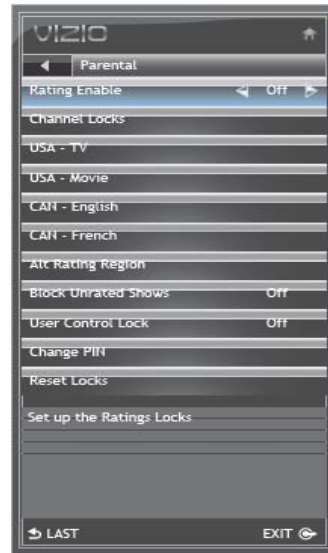 VIZIO
Parental
Rating Enable Off
Channel Locks
USA - TV
USA - Movie
CAN - English
CAN - French
Alt Rating Region
Block Unrated Shows Off
User Control Lock Off
Change PIN
Reset Locks
Set up the Ratings Locks
LAST EXIT